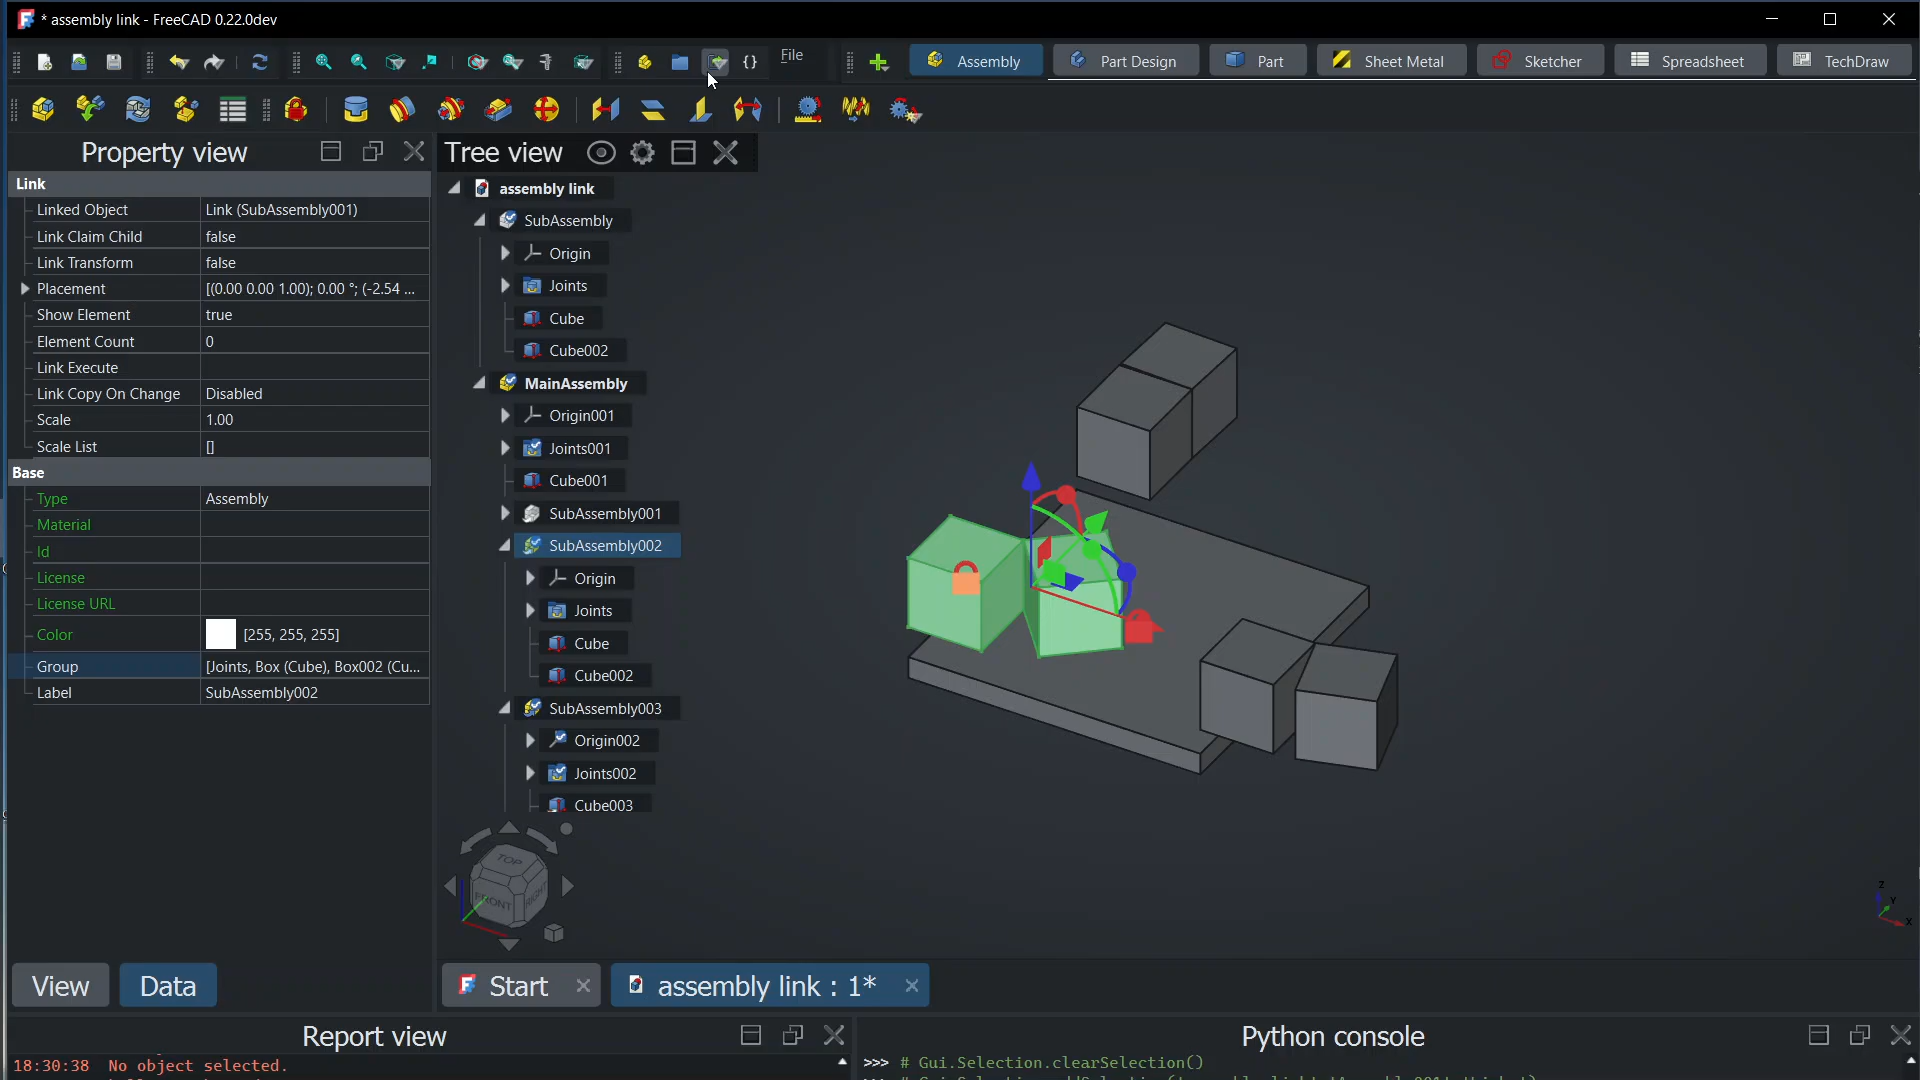 * assembly link - FreeCAD 0.22.0dev
File
Assembly
Part Design
Part
Sheet Metal
Sketcher
Spreadsheet
TechDraw
Property view
Link
Linked Object Link (SubAssembly001)
Link Claim Child false
Link Transform false
Placement [(0.00 0.00 1.00); 0.00 °; (-2.54 ...
Show Element true
Element Count 0
Link Execute
Link Copy On Change Disabled
Scale 1.00
Scale List []
Base
Type Assembly
Material
Id
License
License URL
Color [255, 255, 255]
Group [Joints, Box (Cube), Box002 (Cu...
Label SubAssembly002
View
Data
Tree view
assembly link
SubAssembly
Origin
Joints
Cube
Cube002
MainAssembly
Origin001
Joints001
Cube001
SubAssembly001
SubAssembly002
Origin
Joints
Cube
Cube002
SubAssembly003
Origin002
Joints002
Cube003
TOP
FRONT
RIGHT
Z
Y
X
Start
assembly link : 1*
Report view
18:30:38 No object selected.
Python console
>>> # Gui.Selection.clearSelection()